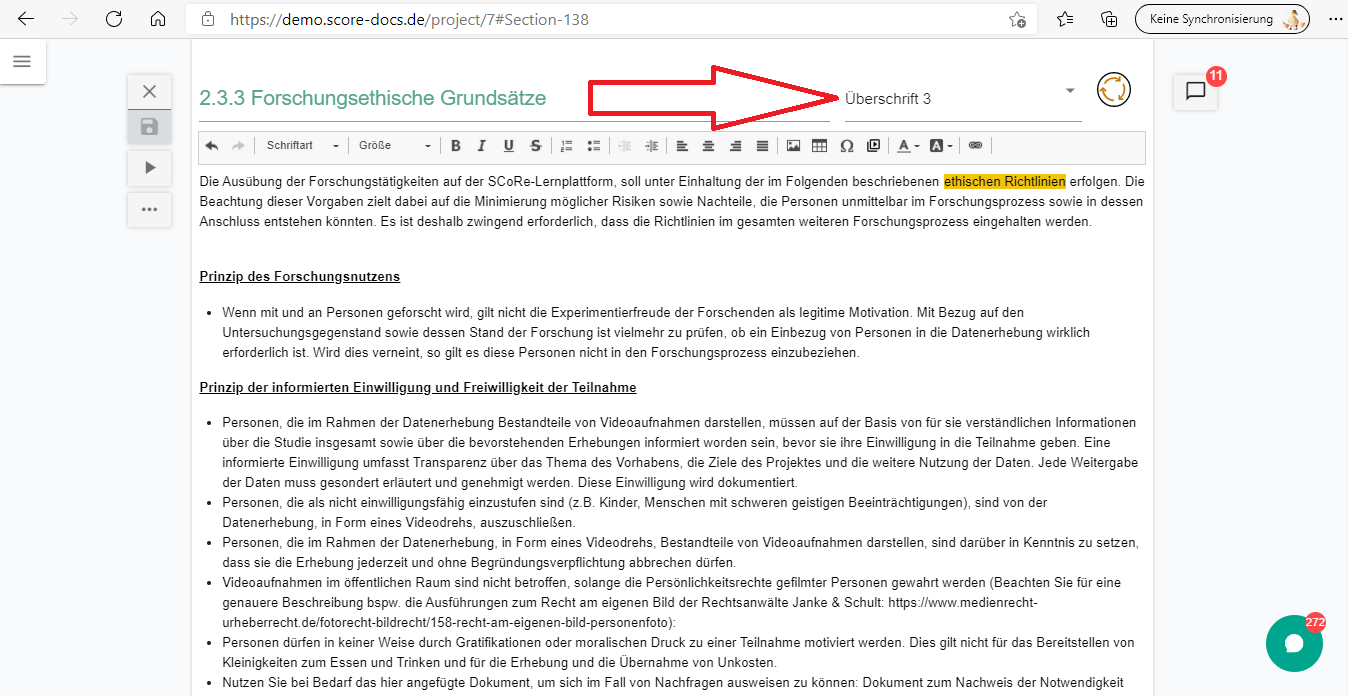 https://demo.score-docs.de/project/7#Section-138
Keine Synchronisierung
11
2.3.3 Forschungsethische Grundsätze
Überschrift 3
Schriftart
Größe
B I U S
Die Ausübung der Forschungstätigkeiten auf der SCoRe-Lernplattform, soll unter Einhaltung der im Folgenden beschriebenen ethischen Richtlinien erfolgen. Die
Beachtung dieser Vorgaben zielt dabei auf die Minimierung möglicher Risiken sowie Nachteile, die Personen unmittelbar im Forschungsprozess sowie in dessen
Anschluss entstehen könnten. Es ist deshalb zwingend erforderlich, dass die Richtlinien im gesamten weiteren Forschungsprozess eingehalten werden.
Prinzip des Forschungsnutzens
• Wenn mit und an Personen geforscht wird, gilt nicht die Experimentierfreude der Forschenden als legitime Motivation. Mit Bezug auf den
Untersuchungsgegenstand sowie dessen Stand der Forschung ist vielmehr zu prüfen, ob ein Einbezug von Personen in die Datenerhebung wirklich
erforderlich ist. Wird dies verneint, so gilt es diese Personen nicht in den Forschungsprozess einzubeziehen.
Prinzip der informierten Einwilligung und Freiwilligkeit der Teilnahme
• Personen, die im Rahmen der Datenerhebung Bestandteile von Videoaufnahmen darstellen, müssen auf der Basis von für sie verständlichen Informationen
über die Studie insgesamt sowie über die bevorstehenden Erhebungen informiert worden sein, bevor sie ihre Einwilligung in die Teilnahme geben. Eine
informierte Einwilligung umfasst Transparenz über das Thema des Vorhabens, die Ziele des Projektes und die weitere Nutzung der Daten. Jede Weitergabe
der Daten muss gesondert erläutert und genehmigt werden. Diese Einwilligung wird dokumentiert.
• Personen, die als nicht einwilligungsfähig einzustufen sind (z.B. Kinder, Menschen mit schweren geistigen Beeinträchtigungen), sind von der
Datenerhebung, in Form eines Videodrehs, auszuschließen.
• Personen, die im Rahmen der Datenerhebung, in Form eines Videodrehs, Bestandteile von Videoaufnahmen darstellen, sind darüber in Kenntnis zu setzen,
dass sie die Erhebung jederzeit und ohne Begründungsverpflichtung abbrechen dürfen.
• Videoaufnahmen im öffentlichen Raum sind nicht betroffen, solange die Persönlichkeitsrechte gefilmter Personen gewahrt werden (Beachten Sie für eine
genauere Beschreibung bspw. die Ausführungen zum Recht am eigenen Bild der Rechtsanwälte Janke & Schult: https://www.medienrecht-
urheberrecht.de/fotorecht-bildrecht/158-recht-am-eigenen-bild-personenfoto):
• Personen dürfen in keiner Weise durch Gratifikationen oder moralischen Druck zu einer Teilnahme motiviert werden. Dies gilt nicht für das Bereitstellen von
Kleinigkeiten zum Essen und Trinken und für die Erhebung und die Übernahme von Unkosten.
• Nutzen Sie bei Bedarf das hier angefügte Dokument, um sich im Fall von Nachfragen ausweisen zu können: Dokument zum Nachweis der Notwendigkeit
272